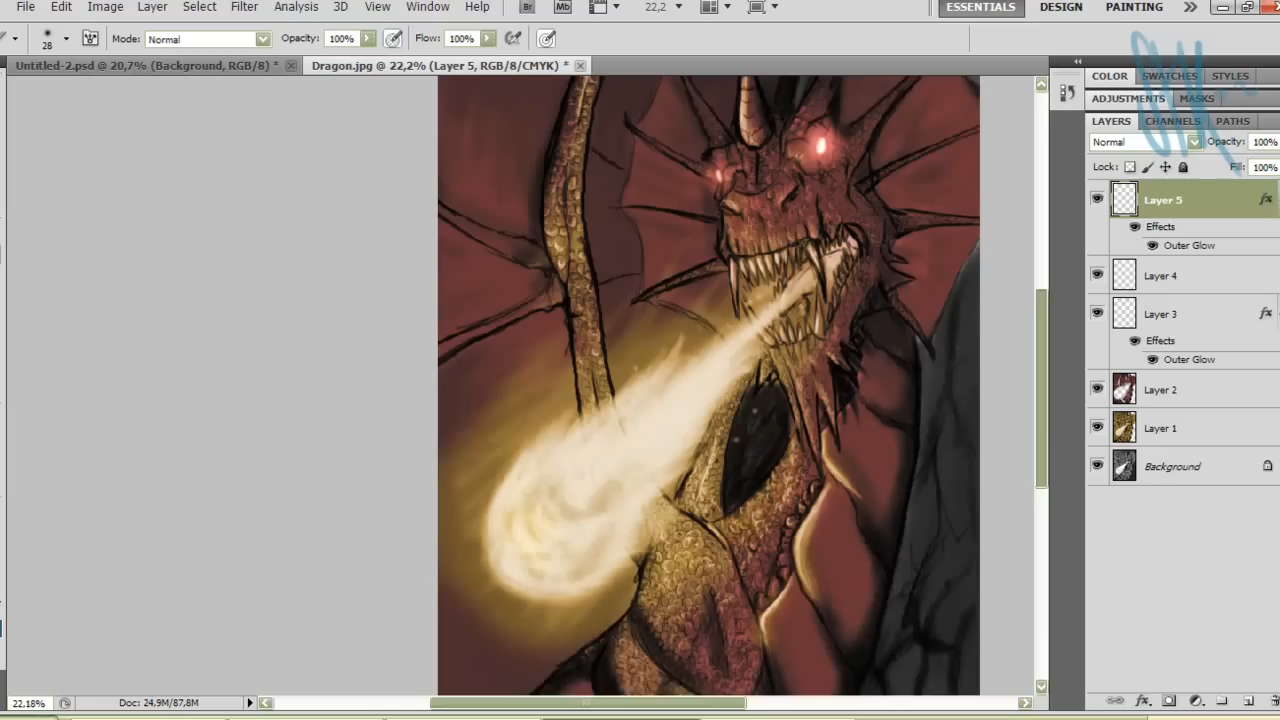 File Edit Image Layer Select Filter Analysis 3D View Window Help Br Mb 22,2 ESSENTIALS DESIGN PAINTING
28 Mode: Normal Opacity: 100% Flow: 100%
Untitled-2.psd @ 20,7% (Background, RGB/8) * Dragon.jpg @ 22,2% (Layer 5, RGB/8/CMYK) *
COLOR SWATCHES STYLES
ADJUSTMENTS MASKS
LAYERS CHANNELS PATHS
Normal Opacity: 100%
Lock: Fill: 100%
Layer 5 fx
Effects
Outer Glow
Layer 4
Layer 3 fx
Effects
Outer Glow
Layer 2
Layer 1
Background
22,18% Doc: 24,9M/87,8M fx